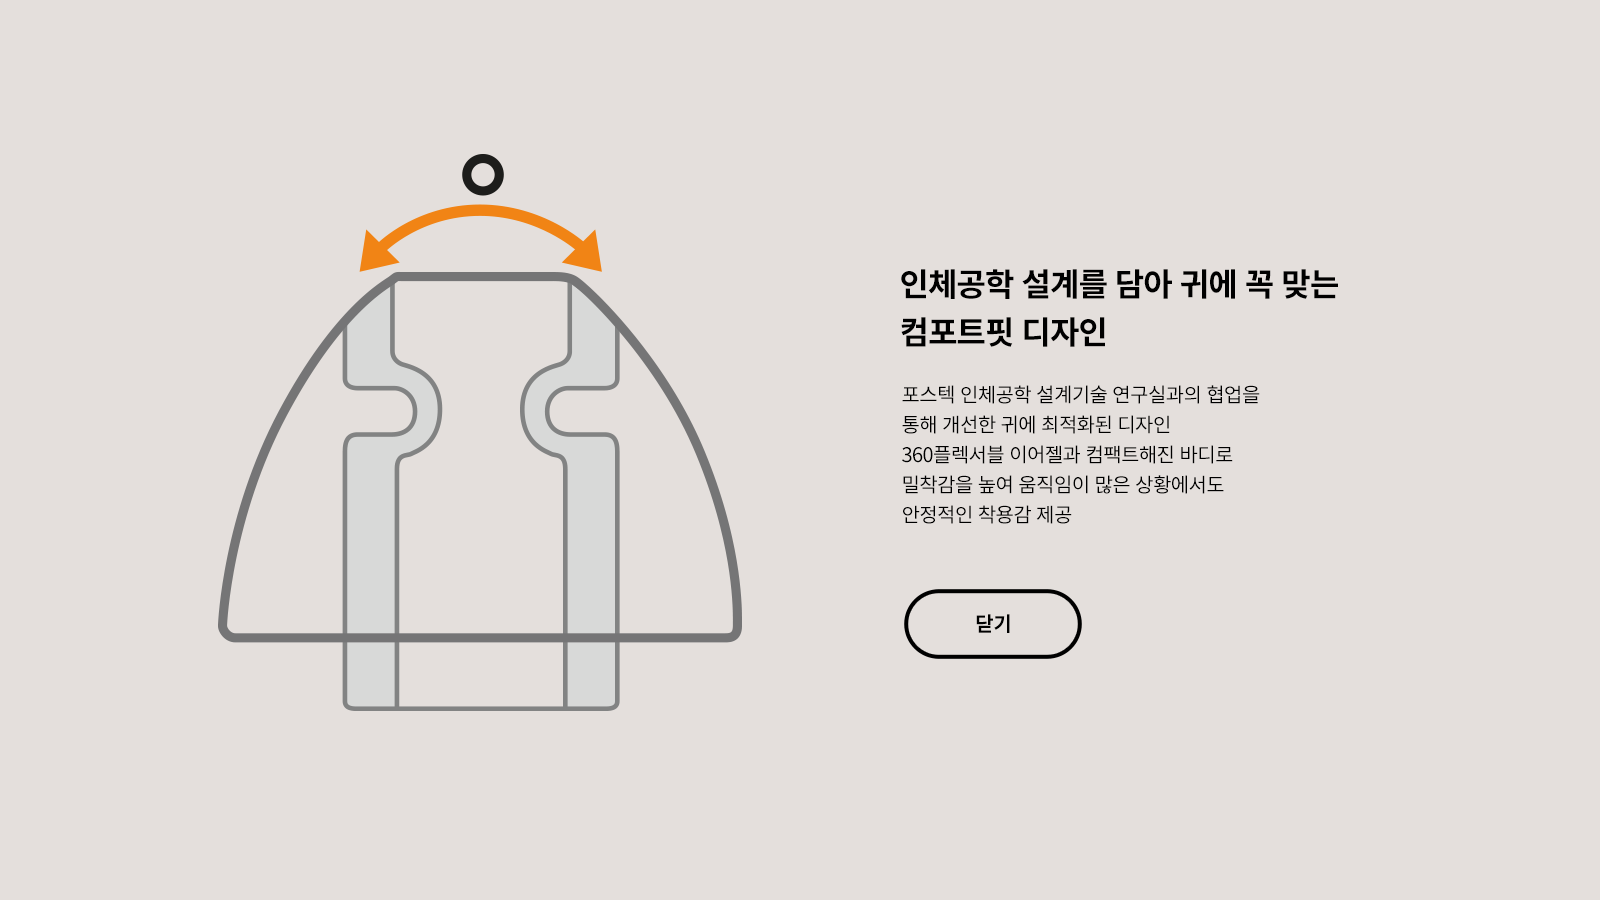 인체공학 설계를 담아 귀에 꼭 맞는
컴포트핏 디자인
포스텍 인체공학 설계기술 연구실과의 협업을
통해 개선한 귀에 최적화된 디자인
360플렉서블 이어젤과 컴팩트해진 바디로
밀착감을 높여 움직임이 많은 상황에서도
안정적인 착용감 제공
닫기